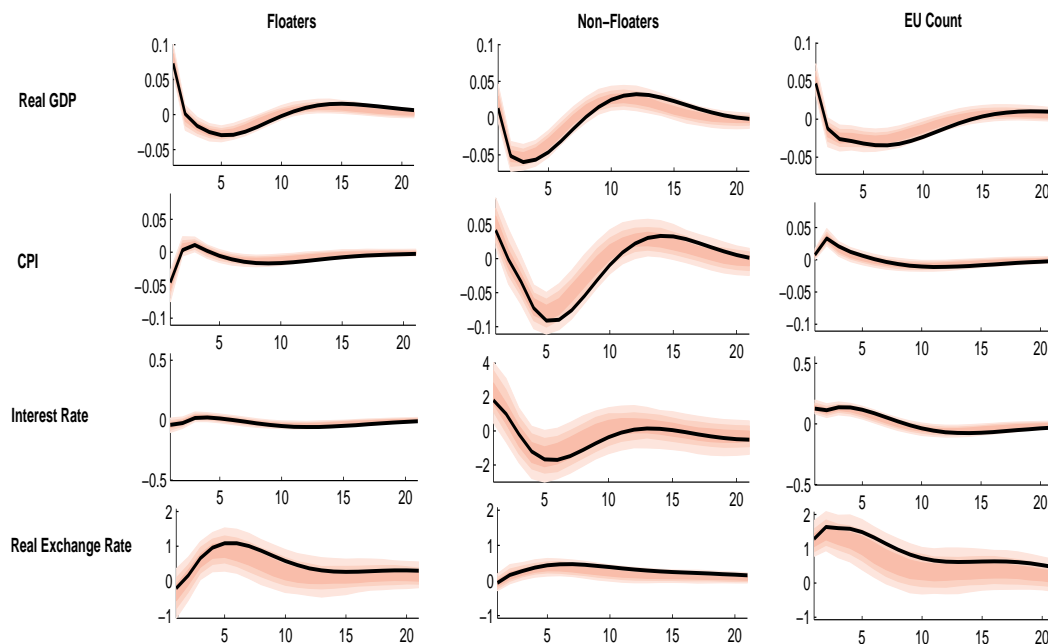 Floaters Non−Floaters EU Count
Real GDP
0.1 0.05 0 −0.05
5 10 15 20
0.1 0.05 0 −0.05
5 10 15 20
0.1 0.05 0 −0.05
5 10 15 20
CPI
0.05 0 −0.05 −0.1
5 10 15 20
0.05 0 −0.05 −0.1
5 10 15 20
0.05 0 −0.05 −0.1
5 10 15 20
Interest Rate
0.5 0 −0.5
5 10 15 20
4 2 0 −2
5 10 15 20
0.5 0 −0.5
5 10 15 20
Real Exchange Rate
2 1 0 −1
5 10 15 20
2 1 0 −1
5 10 15 20
2 1 0 −1
5 10 15 20